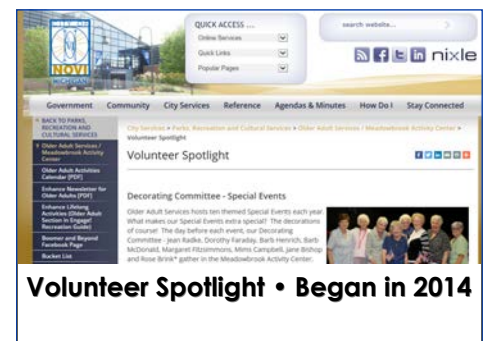 CITY OF
NOVI
MICHIGAN
QUICK ACCESS ....
Online Services
Quick Links
Popular Pages
search website...
nixle
Government Community City Services Reference Agendas & Minutes How Do I Stay Connected
BACK TO PARKS,
RECREATION AND
CULTURAL SERVICES
Older Adult Services /
Meadowbrook Activity
Center
Older Adult Activities
Calendar [PDF]
Enhance Newsletter for
Older Adults [PDF]
Enhance Lifelong
Activities (Older Adult
Section in Engage!
Recreation Guide)
Boomer and Beyond
Facebook Page
Bucket List
City Services > Parks, Recreation and Cultural Services > Older Adult Services / Meadowbrook Activity Center >
Volunteer Spotlight
Volunteer Spotlight
Decorating Committee - Special Events
Older Adult Services hosts ten themed Special Events each year.
What makes our Special Events extra special? The decorations
of course! The day before each event, our Decorating
Committee - Jean Radke, Dorothy Faraday, Barb Henrich, Barb
McDonald, Margaret Fitzsimmons, Mims Campbell, Jane Bishop
and Rose Brink* gather in the Meadowbrook Activity Center.
Volunteer Spotlight • Began in 2014